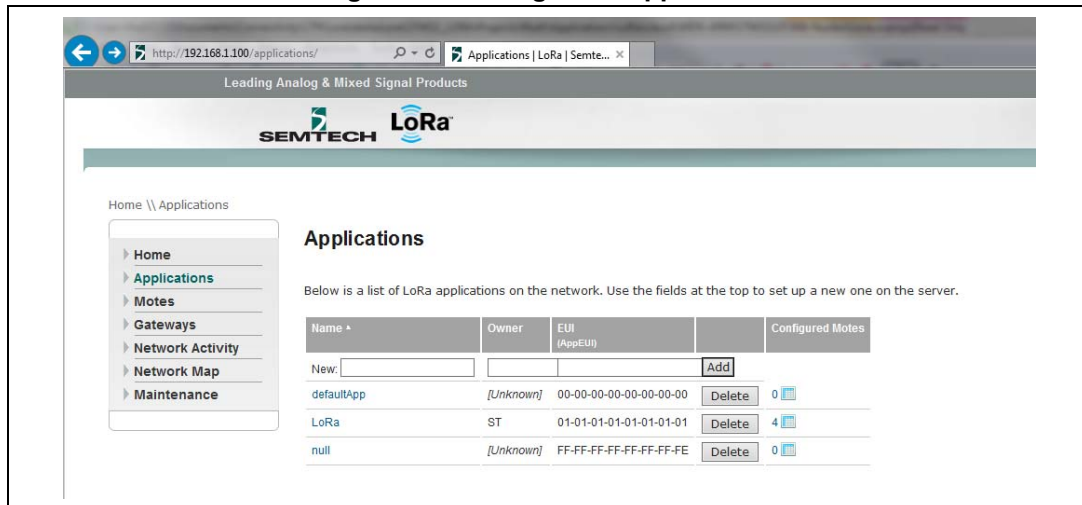 http://192.168.1.100/applications/
Applications | LoRa | Semte...
Leading Analog & Mixed Signal Products
SEMTECH LoRa™
Home \\ Applications
Home
Applications
Motes
Gateways
Network Activity
Network Map
Maintenance
Applications
Below is a list of LoRa applications on the network. Use the fields at the top to set up a new one on the server.
Name Owner EUI (AppEUI) Configured Motes
New: Add
defaultApp [Unknown] 00-00-00-00-00-00-00-00 Delete 0
LoRa ST 01-01-01-01-01-01-01-01 Delete 4
null [Unknown] FF-FF-FF-FF-FF-FF-FF-FE Delete 0